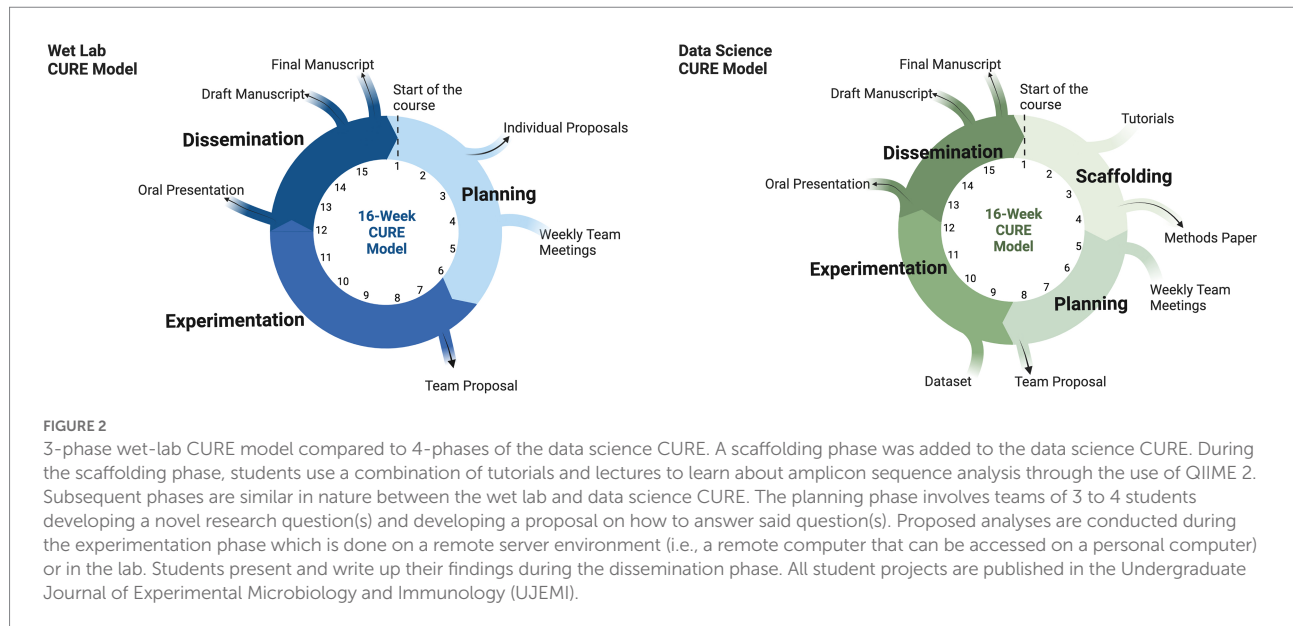 Wet Lab
CURE Model
Final Manuscript
Draft Manuscript
Start of the
course
Individual Proposals
Dissemination
Planning
Oral Presentation
Weekly Team
Meetings
Experimentation
Team Proposal
16-Week
CURE
Model
1
2
3
4
5
6
7
8
9
10
11
12
13
14
15
Data Science
CURE Model
Final Manuscript
Draft Manuscript
Start of the
course
Tutorials
Dissemination
Scaffolding
Oral Presentation
Methods Paper
Weekly Team
Meetings
Experimentation
Planning
Dataset
Team Proposal
16-Week
CURE
Model
1
2
3
4
5
6
7
8
9
10
11
12
13
14
15
FIGURE 2
3-phase wet-lab CURE model compared to 4-phases of the data science CURE. A scaffolding phase was added to the data science CURE. During
the scaffolding phase, students use a combination of tutorials and lectures to learn about amplicon sequence analysis through the use of QIIME 2.
Subsequent phases are similar in nature between the wet lab and data science CURE. The planning phase involves teams of 3 to 4 students
developing a novel research question(s) and developing a proposal on how to answer said question(s). Proposed analyses are conducted during
the experimentation phase which is done on a remote server environment (i.e., a remote computer that can be accessed on a personal computer)
or in the lab. Students present and write up their findings during the dissemination phase. All student projects are published in the Undergraduate
Journal of Experimental Microbiology and Immunology (UJEMI).